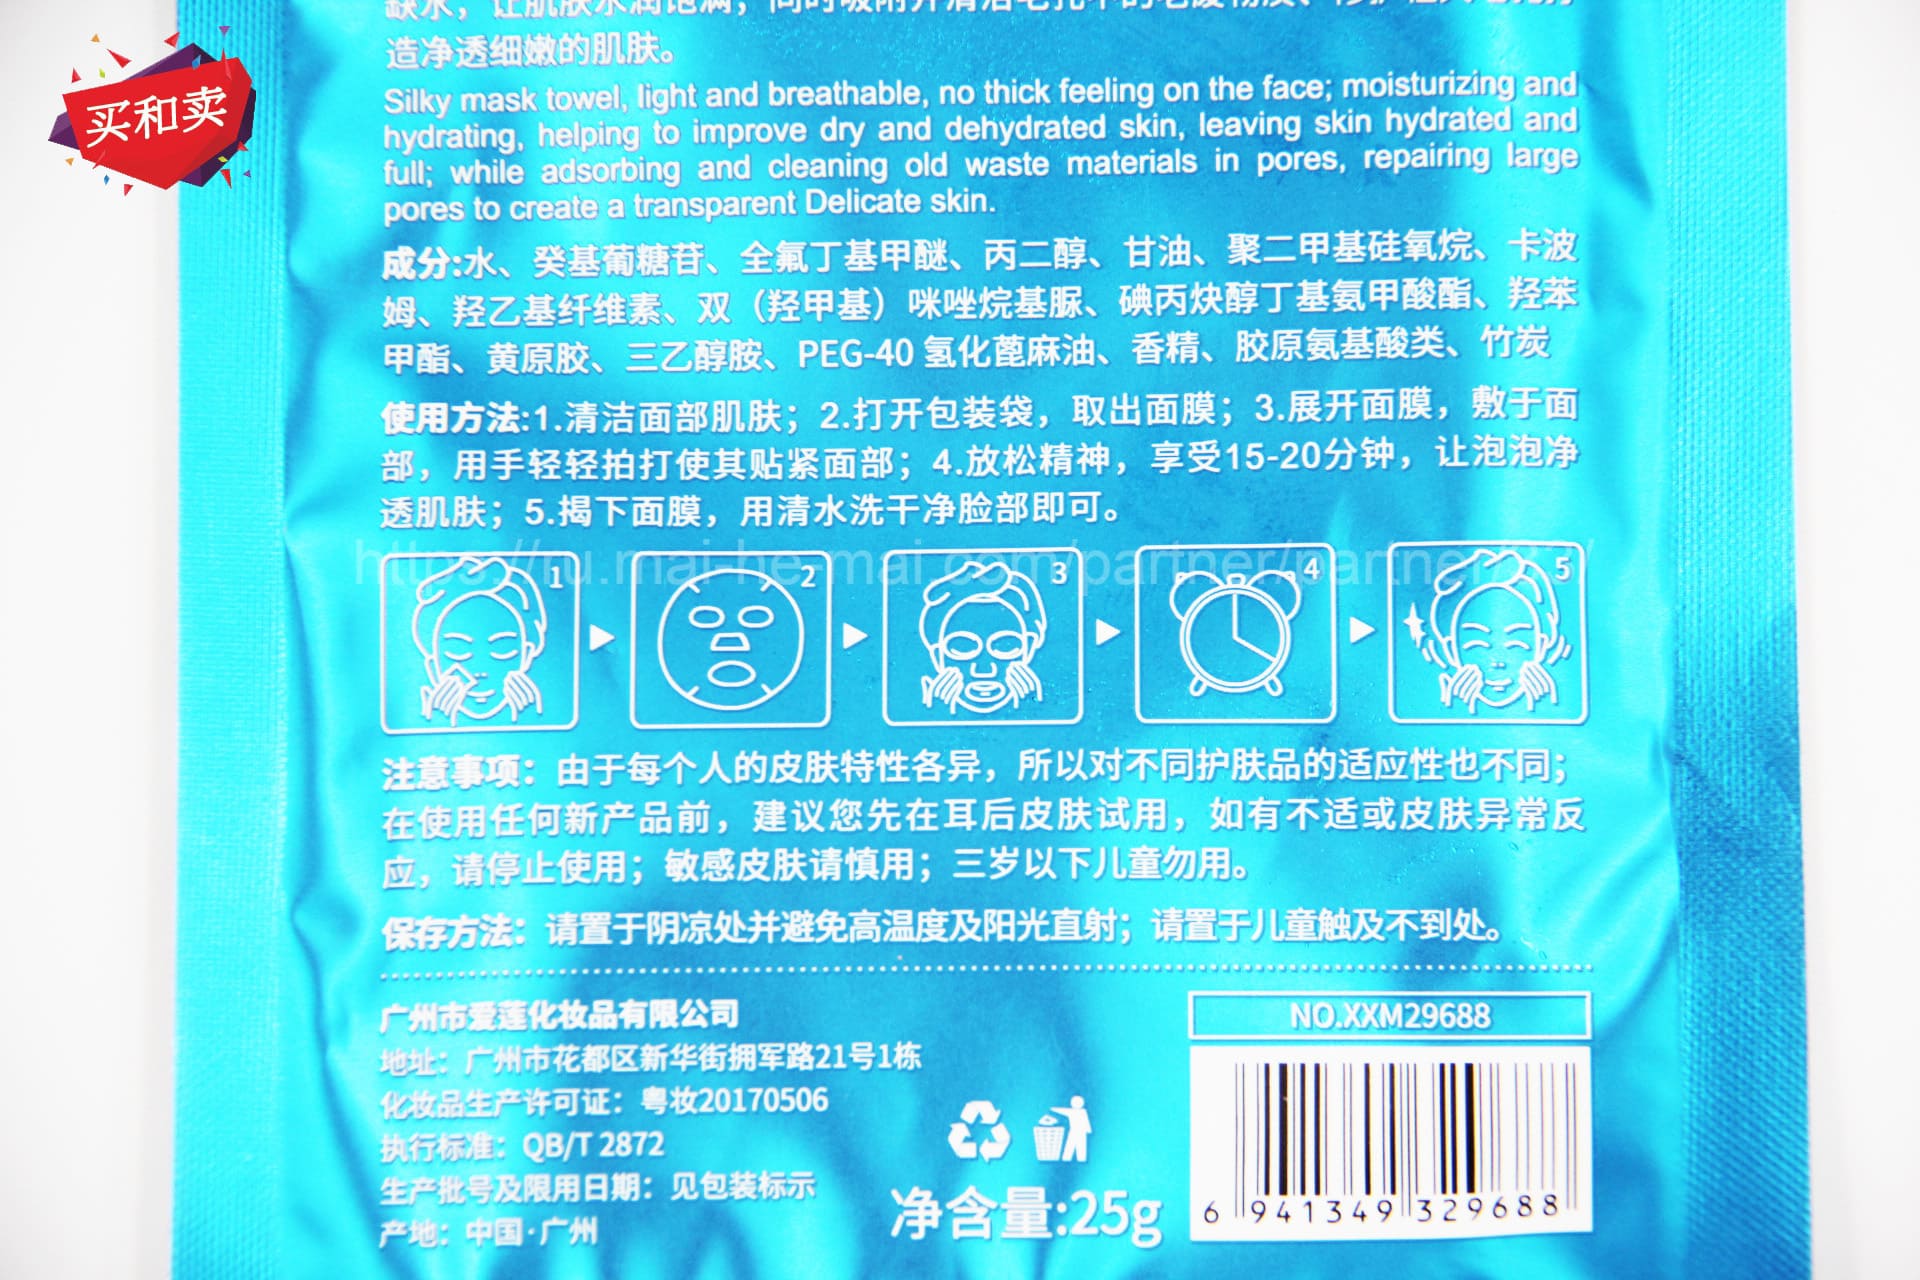 买和卖
造净透细嫩的肌肤。
Silky mask towel, light and breathable, no thick feeling on the face; moisturizing and
hydrating, helping to improve dry and dehydrated skin, leaving skin hydrated and
full; while adsorbing and cleaning old waste materials in pores, repairing large
pores to create a transparent Delicate skin.
成分:水、癸基葡糖苷、全氟丁基甲醚、丙二醇、甘油、聚二甲基硅氧烷、卡波
姆、羟乙基纤维素、双（羟甲基）咪唑烷基脲、碘丙炔醇丁基氨甲酸酯、羟苯
甲酯、黄原胶、三乙醇胺、PEG-40 氢化蓖麻油、香精、胶原氨基酸类、竹炭
使用方法:1.清洁面部肌肤；2.打开包装袋，取出面膜；3.展开面膜，敷于面
部，用手轻轻拍打使其贴紧面部；4.放松精神，享受15-20分钟，让泡泡净
透肌肤；5.揭下面膜，用清水洗干净脸部即可。
1 2 3 4 5
注意事项：由于每个人的皮肤特性各异，所以对不同护肤品的适应性也不同；
在使用任何新产品前，建议您先在耳后皮肤试用，如有不适或皮肤异常反
应，请停止使用；敏感皮肤请慎用；三岁以下儿童勿用。
保存方法：请置于阴凉处并避免高温度及阳光直射；请置于儿童触及不到处。
广州市爱莲化妆品有限公司
地址：广州市花都区新华街拥军路21号1栋
化妆品生产许可证：粤妆20170506
执行标准：QB/T 2872
生产批号及限用日期：见包装标示
产地：中国·广州
净含量:25g
NO.XXM29688
6 941349 329688